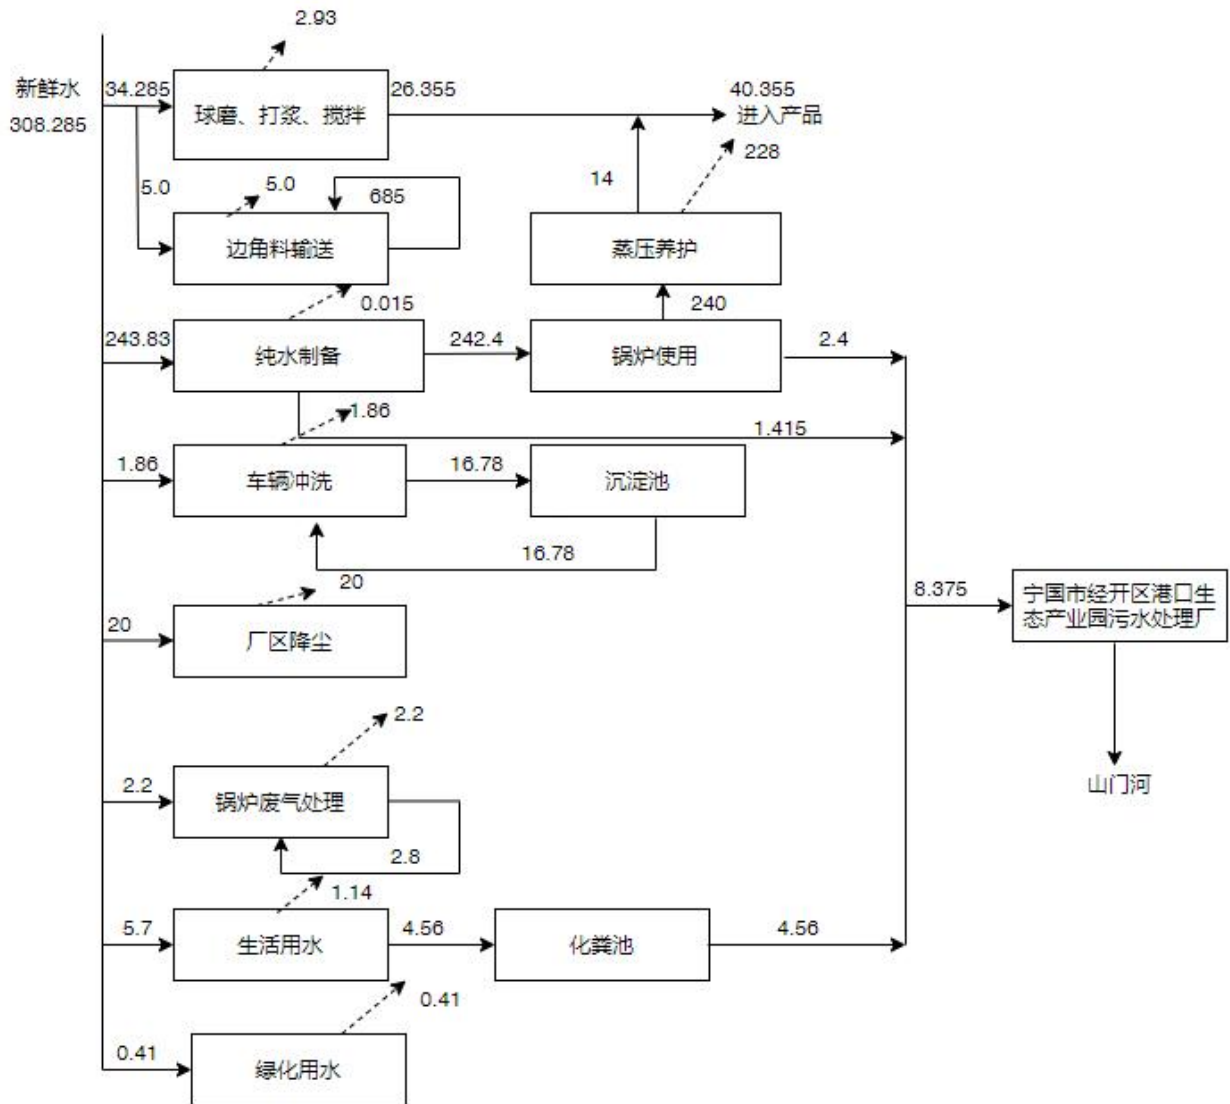 2.93
新鲜水
308.285
34.285
球磨、打浆、搅拌
26.355
40.355
进入产品
228
5.0
5.0
685
14
边角料输送
蒸压养护
0.015
240
243.83
纯水制备
242.4
锅炉使用
2.4
1.86
1.415
1.86
车辆冲洗
16.78
沉淀池
16.78
20
20
厂区降尘
8.375
宁国市经开区港口生
态产业园污水处理厂
2.2
2.2
锅炉废气处理
2.8
山门河
1.14
5.7
生活用水
4.56
化粪池
4.56
0.41
0.41
绿化用水